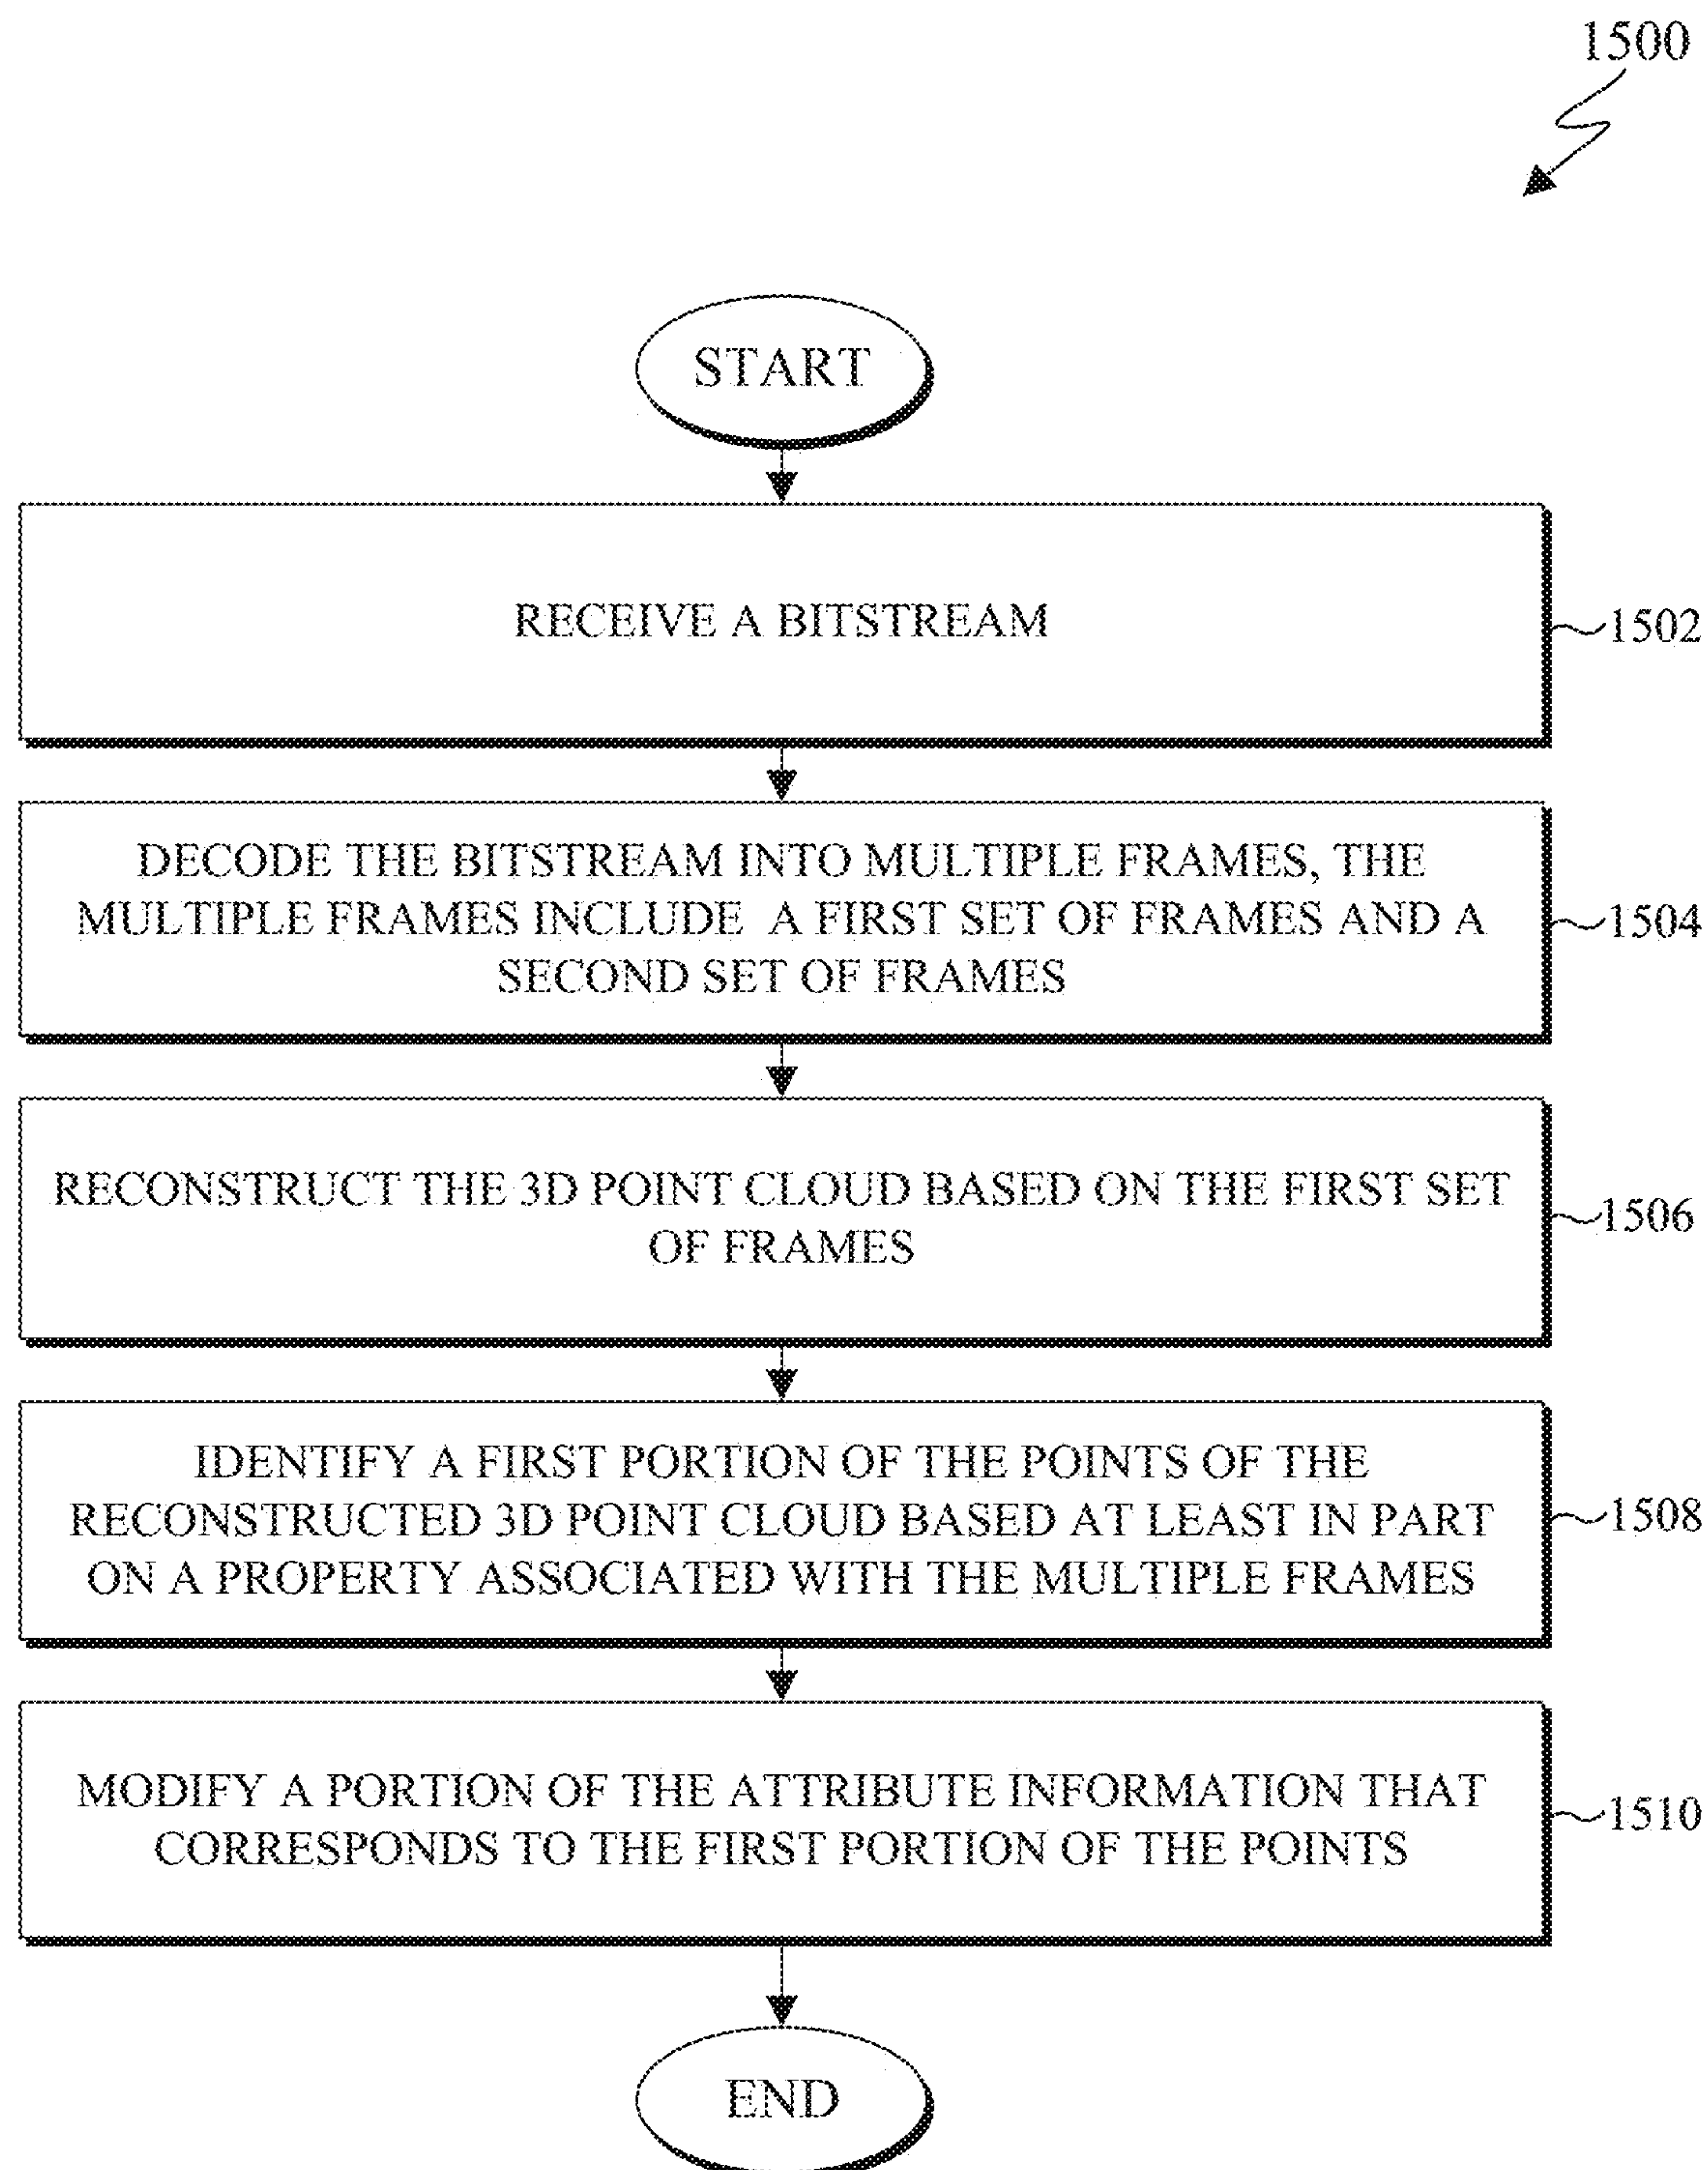 1500
START
RECEIVE A BITSTREAM
1502
DECODE THE BITSTREAM INTO MULTIPLE FRAMES, THE
MULTIPLE FRAMES INCLUDE A FIRST SET OF FRAMES AND A
SECOND SET OF FRAMES
1504
RECONSTRUCT THE 3D POINT CLOUD BASED ON THE FIRST SET
OF FRAMES
1506
IDENTIFY A FIRST PORTION OF THE POINTS OF THE
RECONSTRUCTED 3D POINT CLOUD BASED AT LEAST IN PART
ON A PROPERTY ASSOCIATED WITH THE MULTIPLE FRAMES
1508
MODIFY A PORTION OF THE ATTRIBUTE INFORMATION THAT
CORRESPONDS TO THE FIRST PORTION OF THE POINTS
1510
END